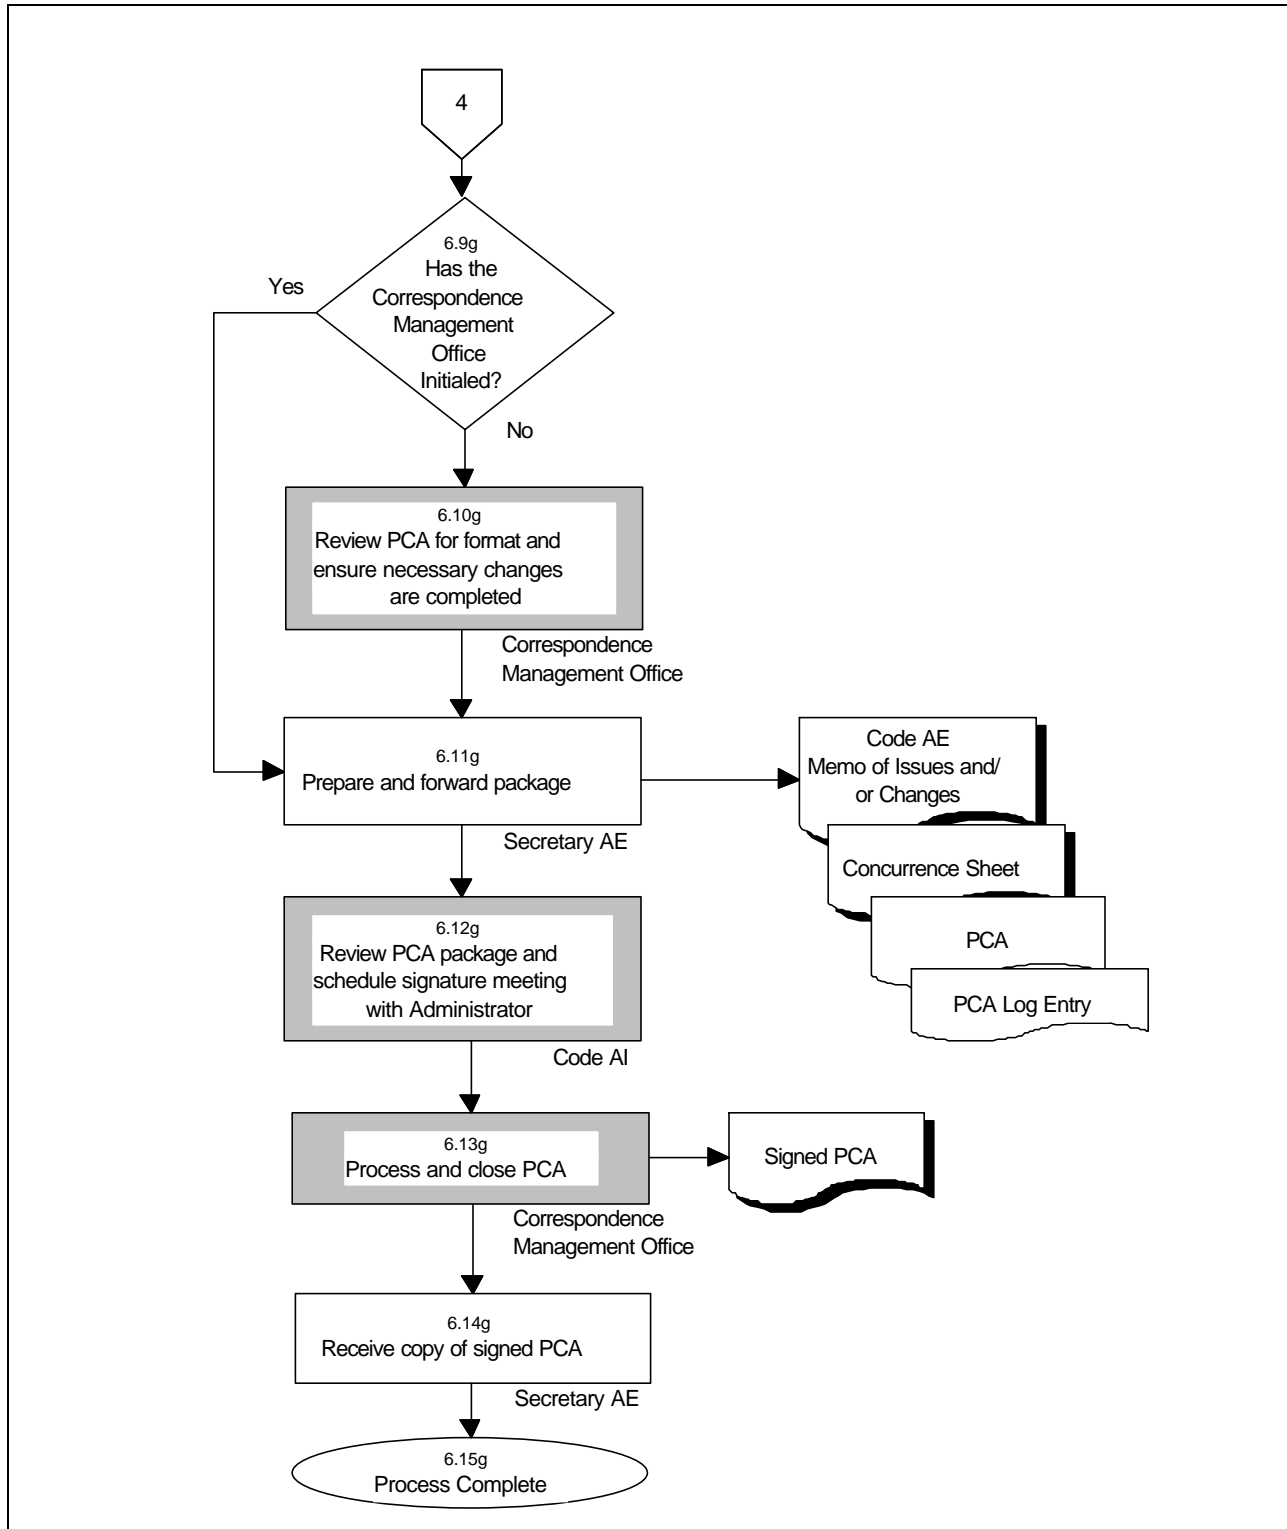 4
6.9g
Has the
Correspondence
Management
Office
Initialed?
Yes
No
6.10g
Review PCA for format and
ensure necessary changes
are completed
Correspondence
Management Office
6.11g
Prepare and forward package
Secretary AE
Code AE
Memo of Issues and/
or Changes
Concurrence Sheet
PCA
PCA Log Entry
6.12g
Review PCA package and
schedule signature meeting
with Administrator
Code AI
6.13g
Process and close PCA
Correspondence
Management Office
Signed PCA
6.14g
Receive copy of signed PCA
Secretary AE
6.15g
Process Complete